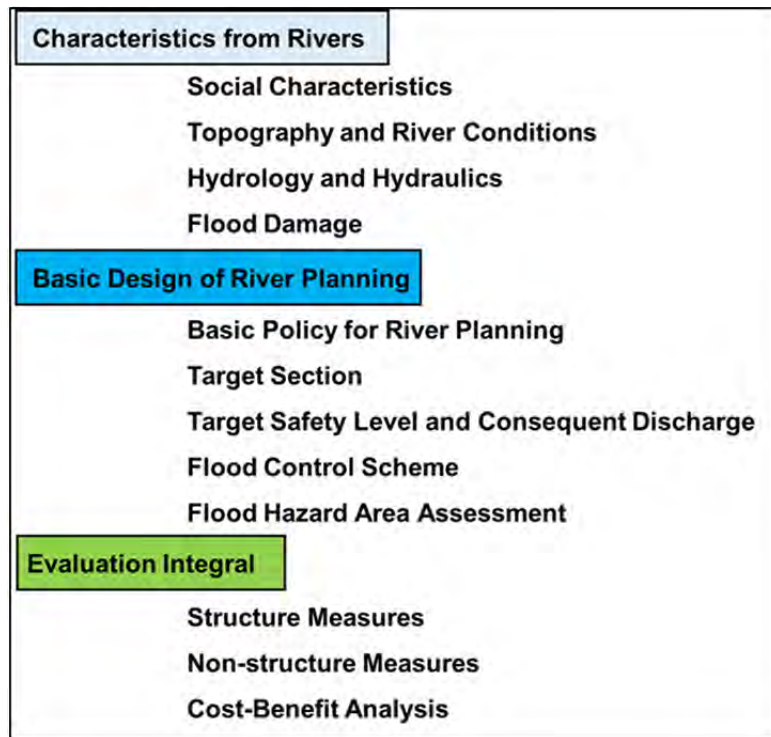 Characteristics from Rivers
Social Characteristics
Topography and River Conditions
Hydrology and Hydraulics
Flood Damage
Basic Design of River Planning
Basic Policy for River Planning
Target Section
Target Safety Level and Consequent Discharge
Flood Control Scheme
Flood Hazard Area Assessment
Evaluation Integral
Structure Measures
Non-structure Measures
Cost-Benefit Analysis